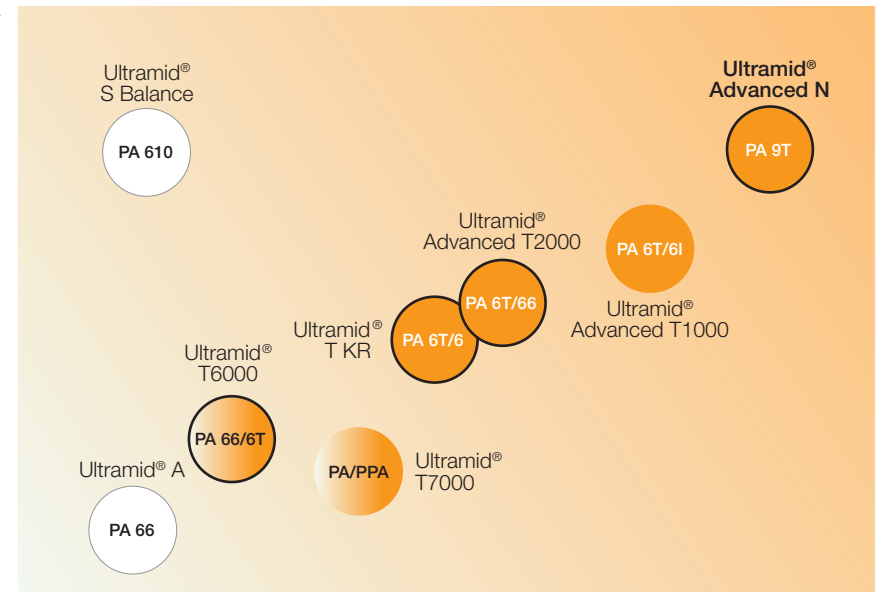 Ultramid®
S Balance
PA 610
Ultramid®
Advanced N
PA 9T
Ultramid®
Advanced T2000
PA 6T/66
PA 6T/6I
Ultramid®
Advanced T1000
Ultramid®
T KR
PA 6T/6
Ultramid®
T6000
PA 66/6T
Ultramid® A
PA 66
PA/PPA
Ultramid®
T7000